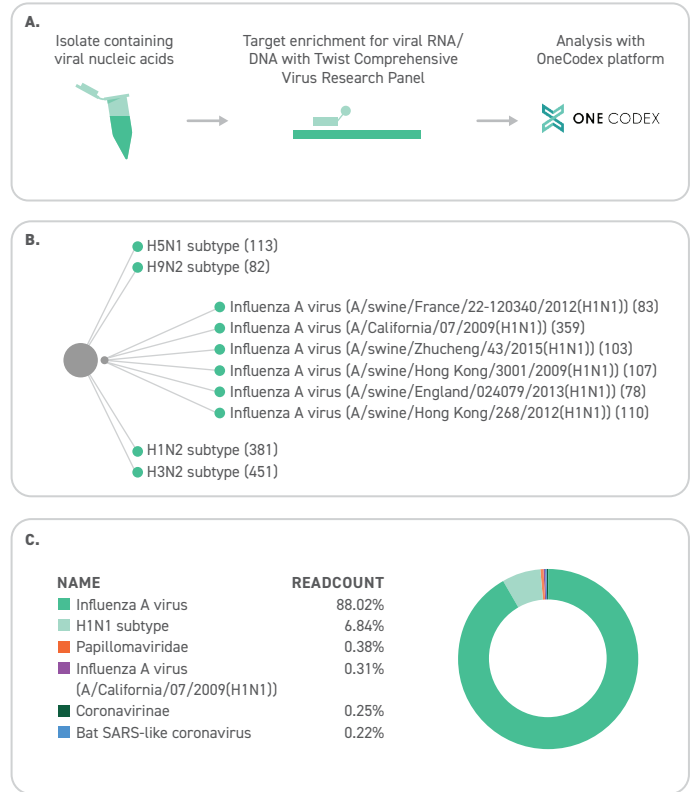 A.
Isolate containing
viral nucleic acids
Target enrichment for viral RNA/
DNA with Twist Comprehensive
Virus Research Panel
Analysis with
OneCodex platform
ONE CODEX
B.
H5N1 subtype (113)
H9N2 subtype (82)
Influenza A virus (A/swine/France/22-120340/2012(H1N1)) (83)
Influenza A virus (A/California/07/2009(H1N1)) (359)
Influenza A virus (A/swine/Zhucheng/43/2015(H1N1)) (103)
Influenza A virus (A/swine/Hong Kong/3001/2009(H1N1)) (107)
Influenza A virus (A/swine/England/024079/2013(H1N1)) (78)
Influenza A virus (A/swine/Hong Kong/268/2012(H1N1)) (110)
H1N2 subtype (381)
H3N2 subtype (451)
C.
NAME READCOUNT
Influenza A virus 88.02%
H1N1 subtype 6.84%
Papillomaviridae 0.38%
Influenza A virus 0.31%
(A/California/07/2009(H1N1))
Coronavirinae 0.25%
Bat SARS-like coronavirus 0.22%